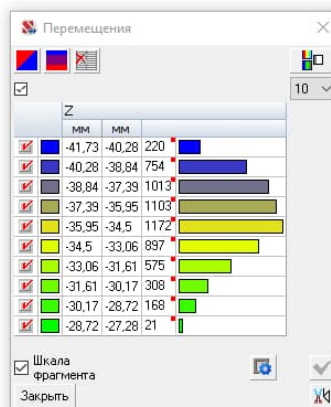 Перемещения
10
Z
мм мм
-41,73 -40,28 220
-40,28 -38,84 754
-38,84 -37,39 1013
-37,39 -35,95 1103
-35,95 -34,5 1172
-34,5 -33,06 897
-33,06 -31,61 575
-31,61 -30,17 308
-30,17 -28,72 168
-28,72 -27,28 21
Шкала
фрагмента
Закрыть